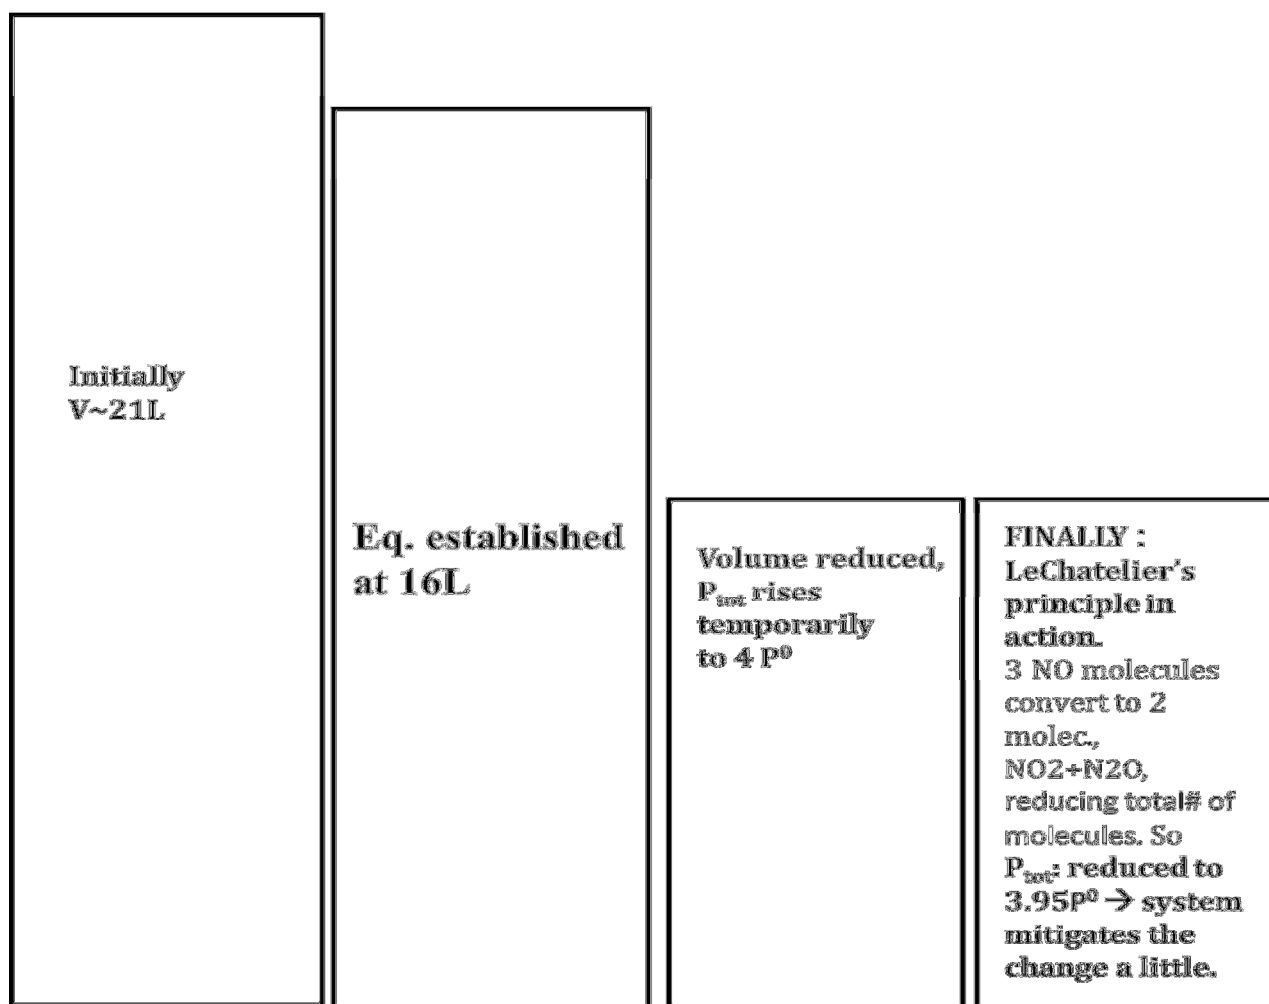 Initially
V~21L
Eq. established
at 16L
Volume reduced,
Pₜₒₜ rises
temporarily
to 4 P⁰
FINALLY :
LeChatelier's
principle in
action.
3 NO molecules
convert to 2
molec.,
NO2+N2O,
reducing total# of
molecules. So
Pₜₒₜ: reduced to
3.95P⁰ → system
mitigates the
change a little.